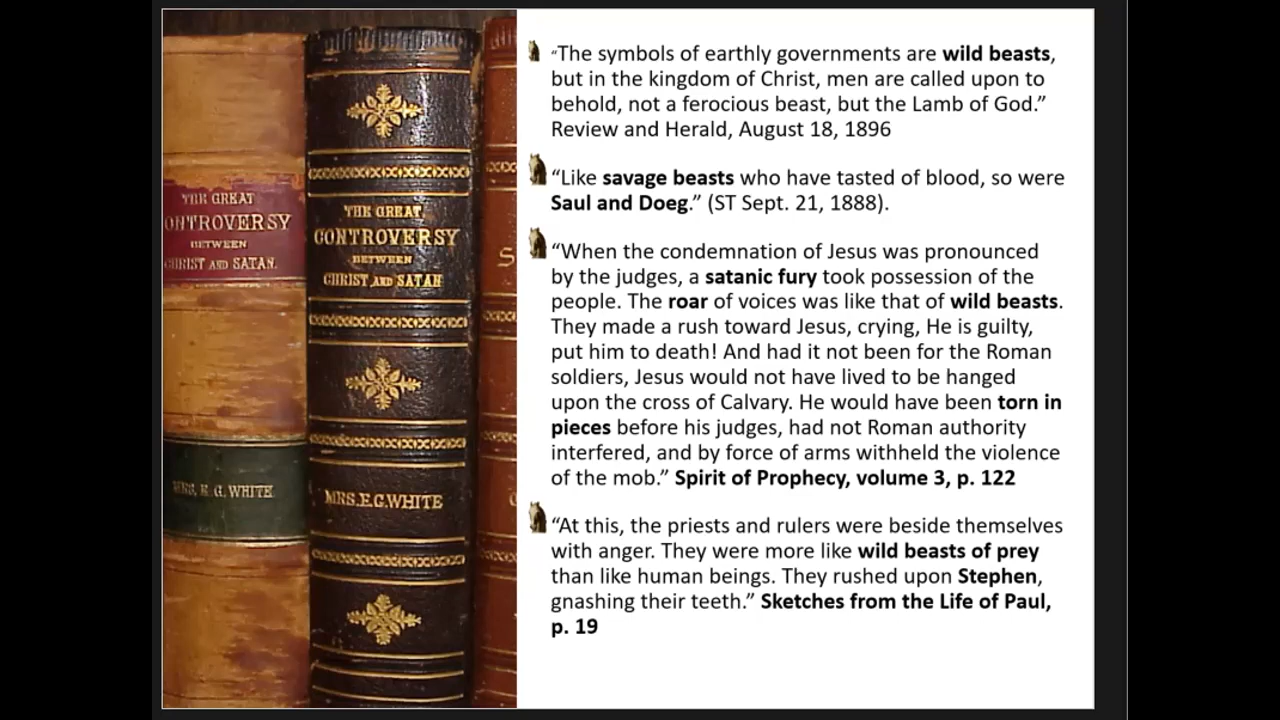 THE GREAT
CONTROVERSY
BETWEEN
CHRIST AND SATAN.
MRS. E.G. WHITE
THE GREAT
CONTROVERSY
BETWEEN
CHRIST AND SATAN
MRS.E.G.WHITE
S
“The symbols of earthly governments are wild beasts,
but in the kingdom of Christ, men are called upon to
behold, not a ferocious beast, but the Lamb of God.”
Review and Herald, August 18, 1896
“Like savage beasts who have tasted of blood, so were
Saul and Doeg.” (ST Sept. 21, 1888).
“When the condemnation of Jesus was pronounced
by the judges, a satanic fury took possession of the
people. The roar of voices was like that of wild beasts.
They made a rush toward Jesus, crying, He is guilty,
put him to death! And had it not been for the Roman
soldiers, Jesus would not have lived to be hanged
upon the cross of Calvary. He would have been torn in
pieces before his judges, had not Roman authority
interfered, and by force of arms withheld the violence
of the mob.” Spirit of Prophecy, volume 3, p. 122
“At this, the priests and rulers were beside themselves
with anger. They were more like wild beasts of prey
than like human beings. They rushed upon Stephen,
gnashing their teeth.” Sketches from the Life of Paul,
p. 19